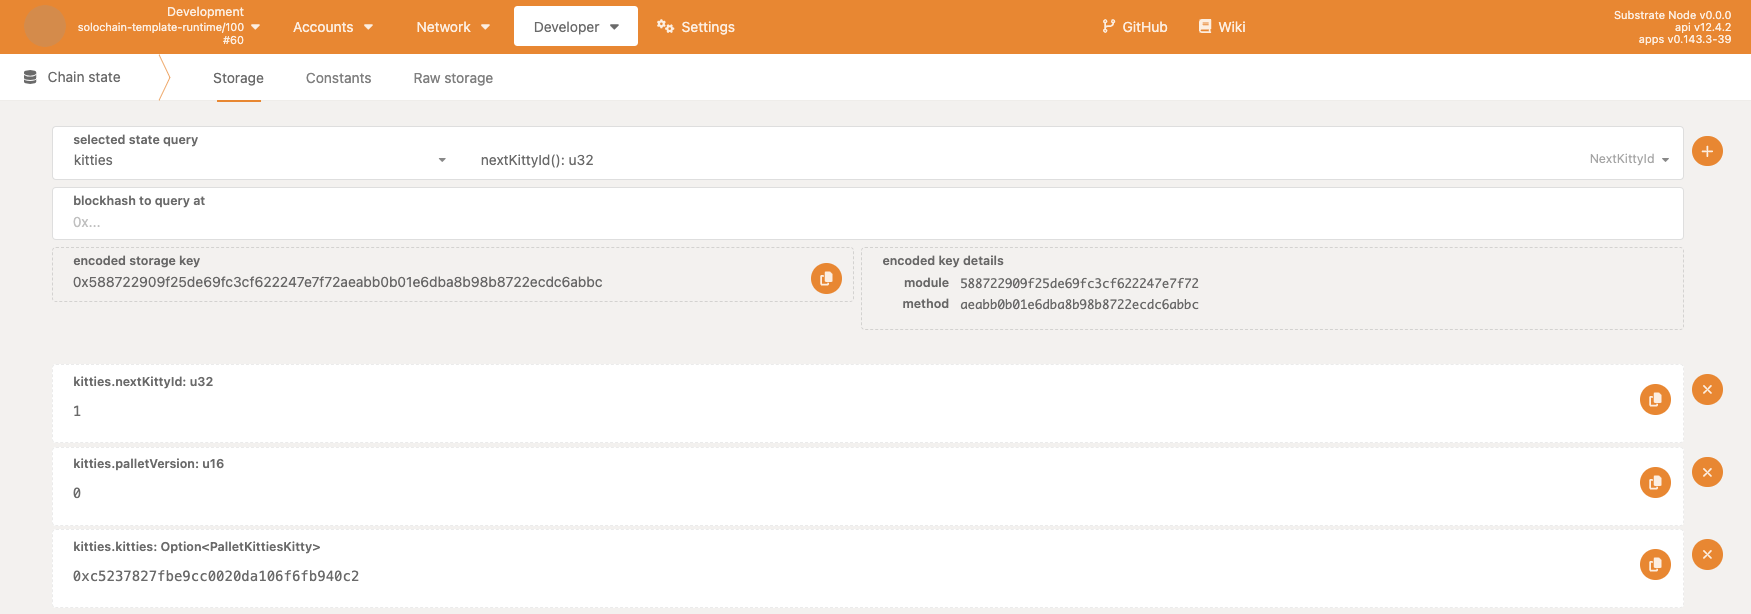 Development
solochain-template-runtime/100
#60
Accounts
Network
Developer
Settings
GitHub
Wiki
Substrate Node v0.0.0
api v12.4.2
apps v0.143.3-39
Chain state
Storage
Constants
Raw storage
selected state query
kitties
nextKittyId(): u32
NextKittyId
blockhash to query at
0x...
encoded storage key
0x588722909f25de69fc3cf622247e7f72aeabb0b01e6dba8b98b8722ecdc6abbc
encoded key details
module 588722909f25de69fc3cf622247e7f72
method aeabb0b01e6dba8b98b8722ecdc6abbc
kitties.nextKittyId: u32
1
kitties.palletVersion: u16
0
kitties.kitties: Option<PalletKittiesKitty>
0xc5237827fbe9cc0020da106f6fb940c2